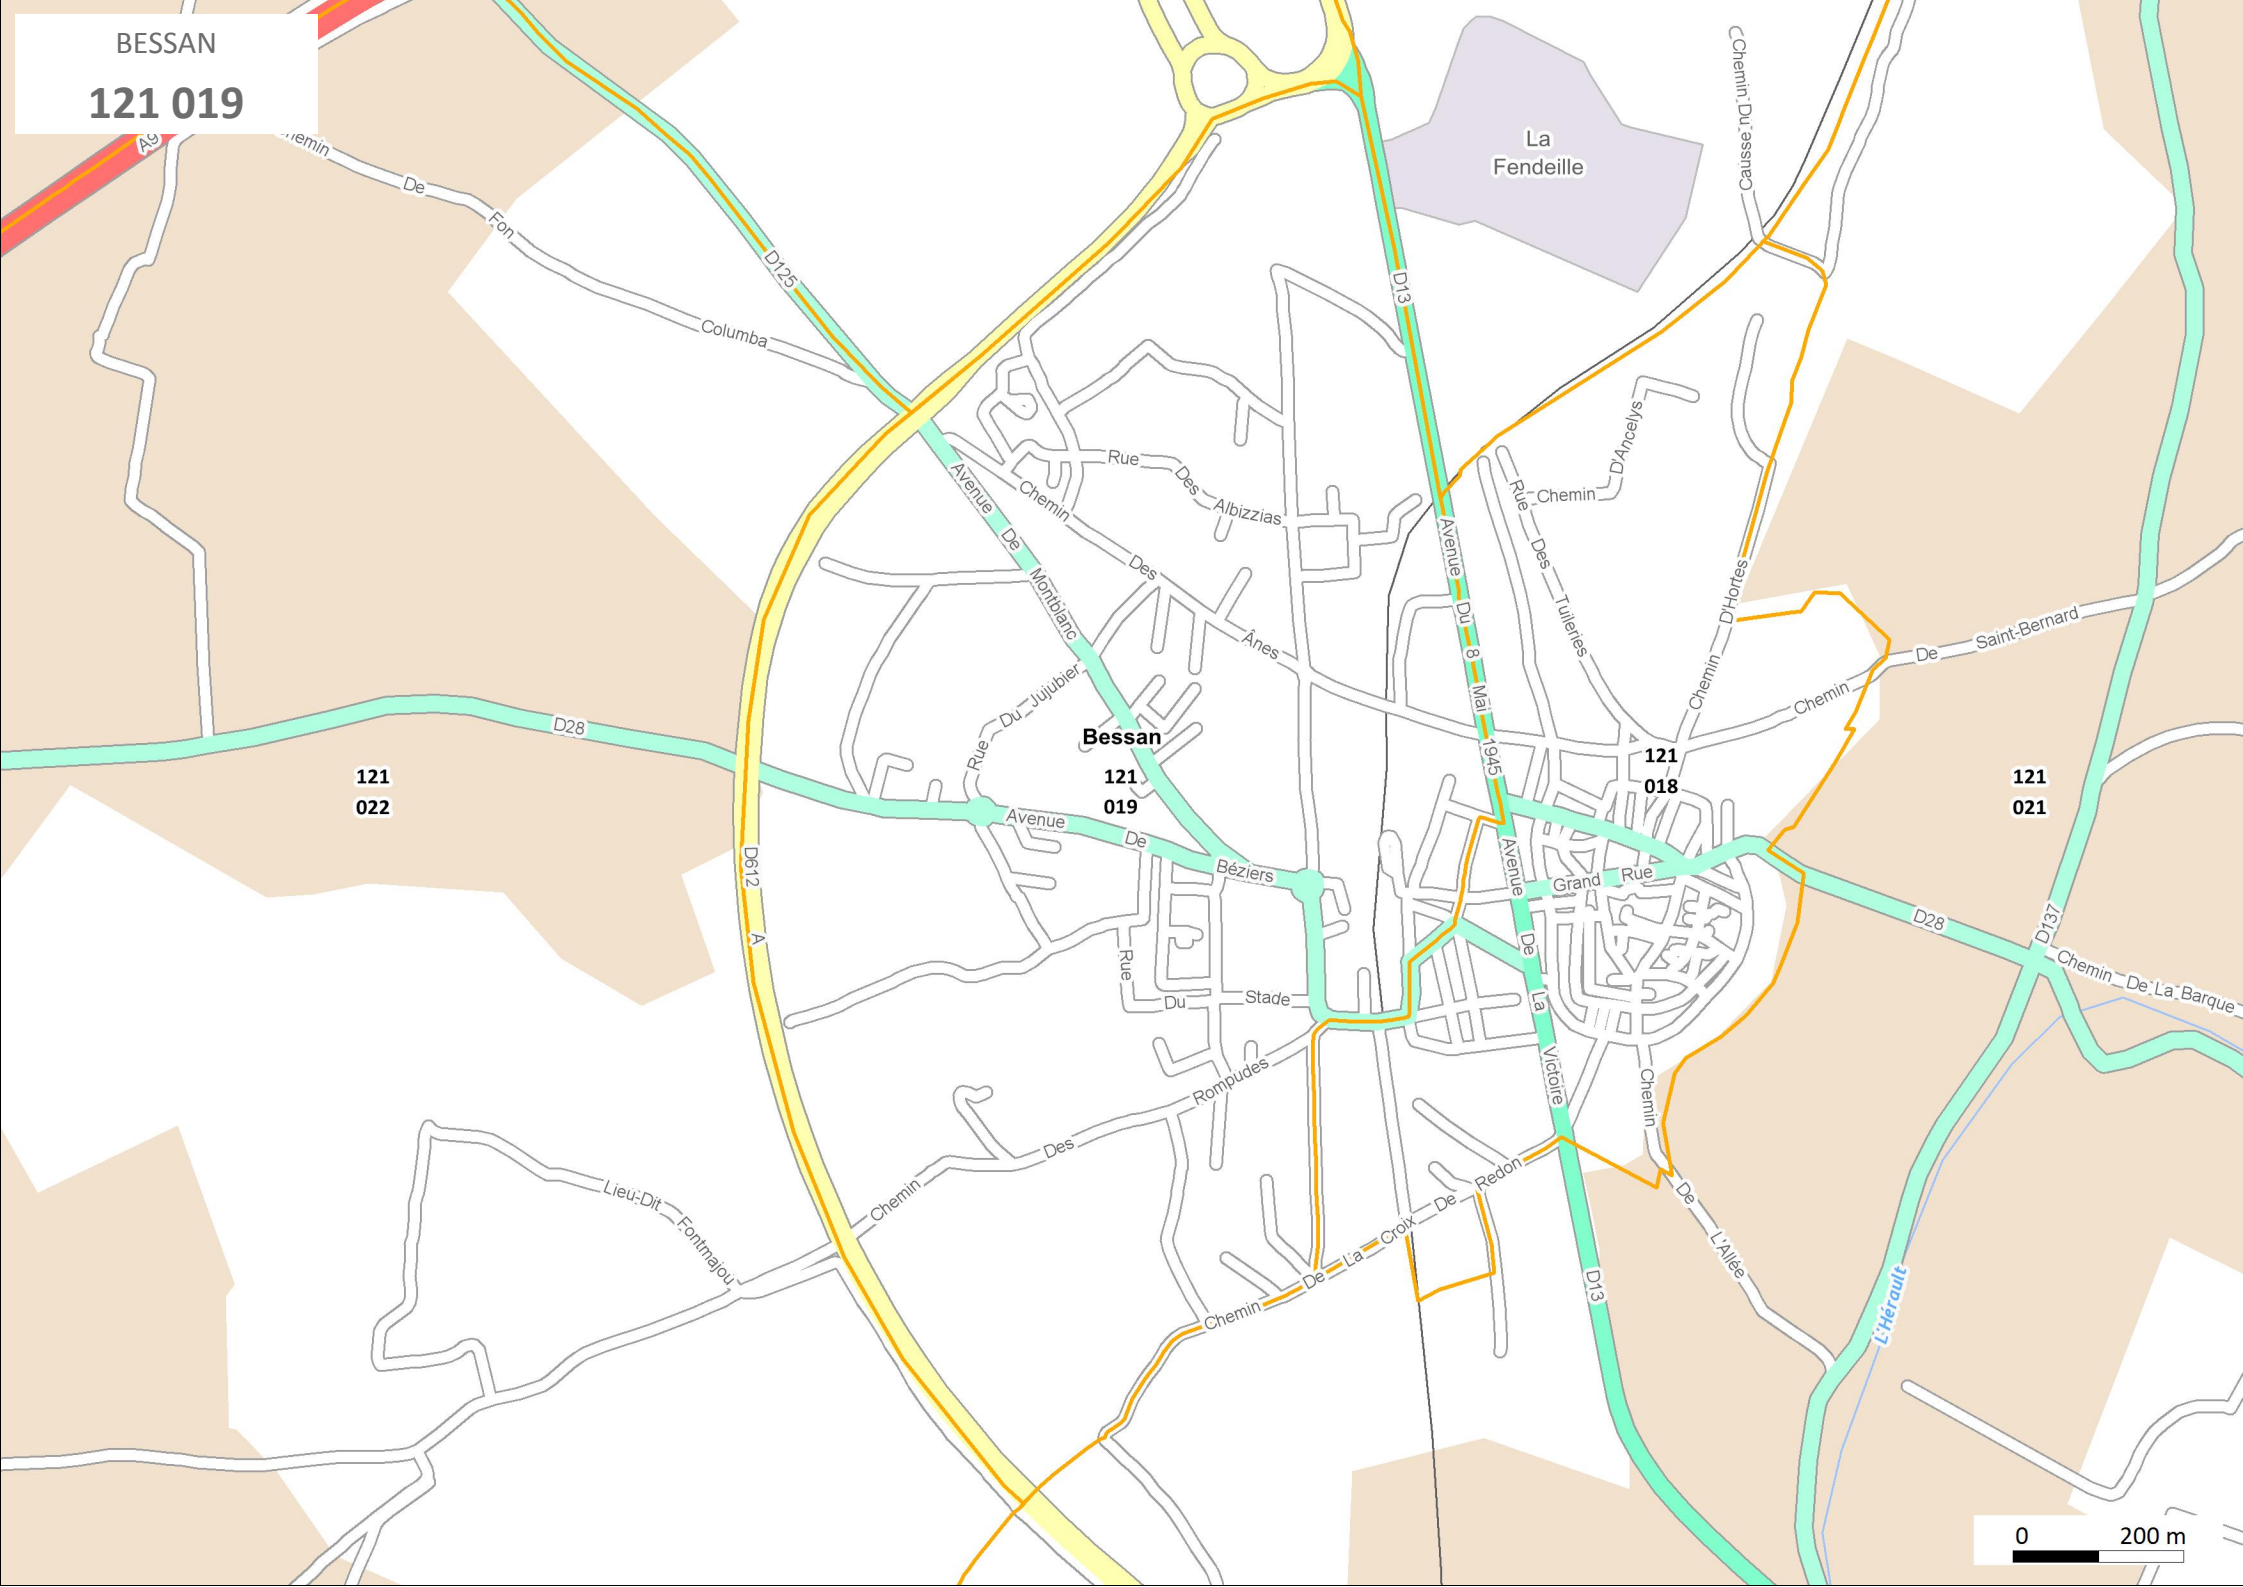 BESSAN
121 019
A9
Chemin De Fon Columba
D125
La
Fendeille
Chemin Du Canesse
D13
Rue Des Albizzias
Avenue De Montblanc
Chemin Des Ânes
Rue Des Tuileries
Chemin D'Ancelys
Avenue Du 8 Mai 1945
Chemin D'Hortes
Chemin De Saint-Bernard
Rue Du Jujubier
D28
Bessan
121
022
121
019
121
018
121
021
Avenue De Béziers
D612
A
Avenue De La Victoire
Grand Rue
D28
D137
Chemin De La Barque
Rue Du Stade
Chemin Des Rompudes
Chemin De L'Allée
Lieu-Dit Fontmajou
Chemin De La Croix De Redon
D13
L'Hérault
0 200 m